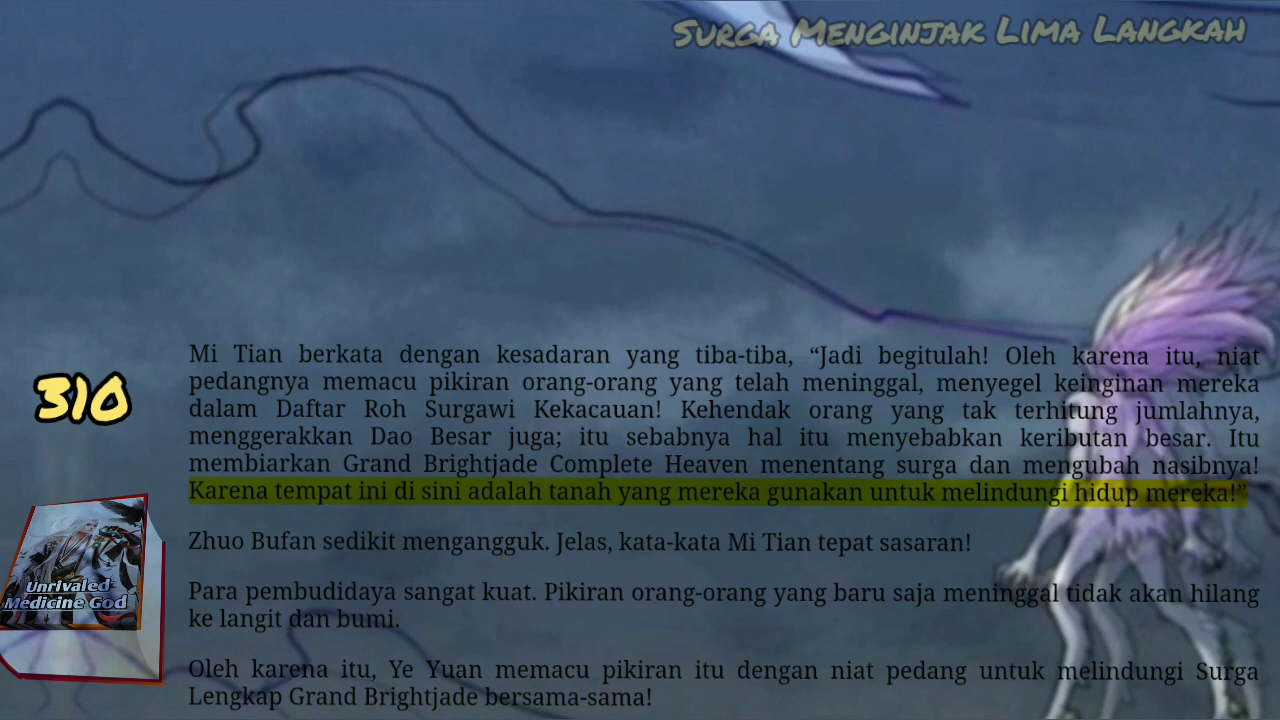 Surga Menginjak Lima Langkah
Mi Tian berkata dengan kesadaran yang tiba-tiba, “Jadi begitulah! Oleh karena itu, niat
pedangnya memacu pikiran orang-orang yang telah meninggal, menyegel keinginan mereka
dalam Daftar Roh Surgawi Kekacauan! Kehendak orang yang tak terhitung jumlahnya,
menggerakkan Dao Besar juga; itu sebabnya hal itu menyebabkan keributan besar. Itu
membiarkan Grand Brightjade Complete Heaven menentang surga dan mengubah nasibnya!
Karena tempat ini di sini adalah tanah yang mereka gunakan untuk melindungi hidup mereka!”
310
Zhuo Bufan sedikit mengangguk. Jelas, kata-kata Mi Tian tepat sasaran!
Para pembudidaya sangat kuat. Pikiran orang-orang yang baru saja meninggal tidak akan hilang
ke langit dan bumi.
Oleh karena itu, Ye Yuan memacu pikiran itu dengan niat pedang untuk melindungi Surga
Lengkap Grand Brightjade bersama-sama!
Unrivaled
Medicine God